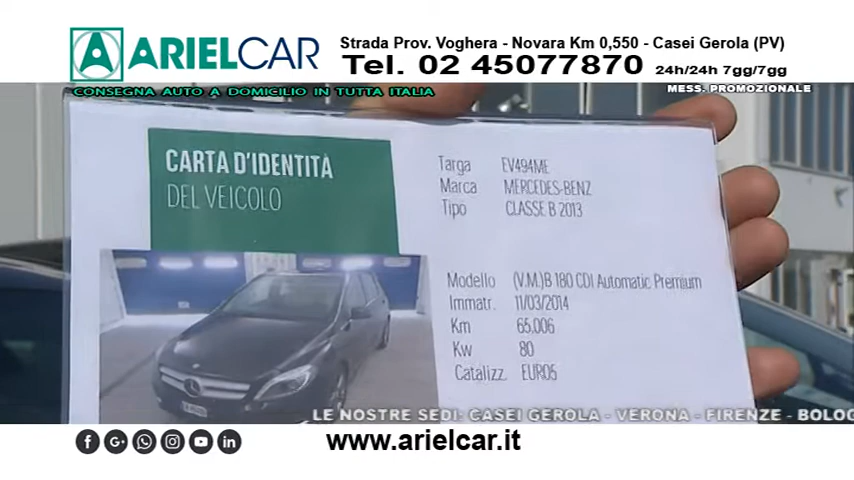 ARIELCAR
Strada Prov. Voghera - Novara Km 0,550 - Casei Gerola (PV)
Tel. 02 45077870 24h/24h 7gg/7gg
CONSEGNA AUTO A DOMICILIO IN TUTTA ITALIA
MESS. PROMOZIONALE
CARTA D'IDENTITÀ
DEL VEICOLO
Targa EV494ME
Marca MERCEDES-BENZ
Tipo CLASSE B 2013
Modello (V.M.)B 180 CDI Automatic Premium
Immatr. 11/03/2014
Km 65.006
Kw 80
Catalizz. EURO5
LE NOSTRE SEDI: CASEI GEROLA - VERONA - FIRENZE - BOLOG
www.arielcar.it